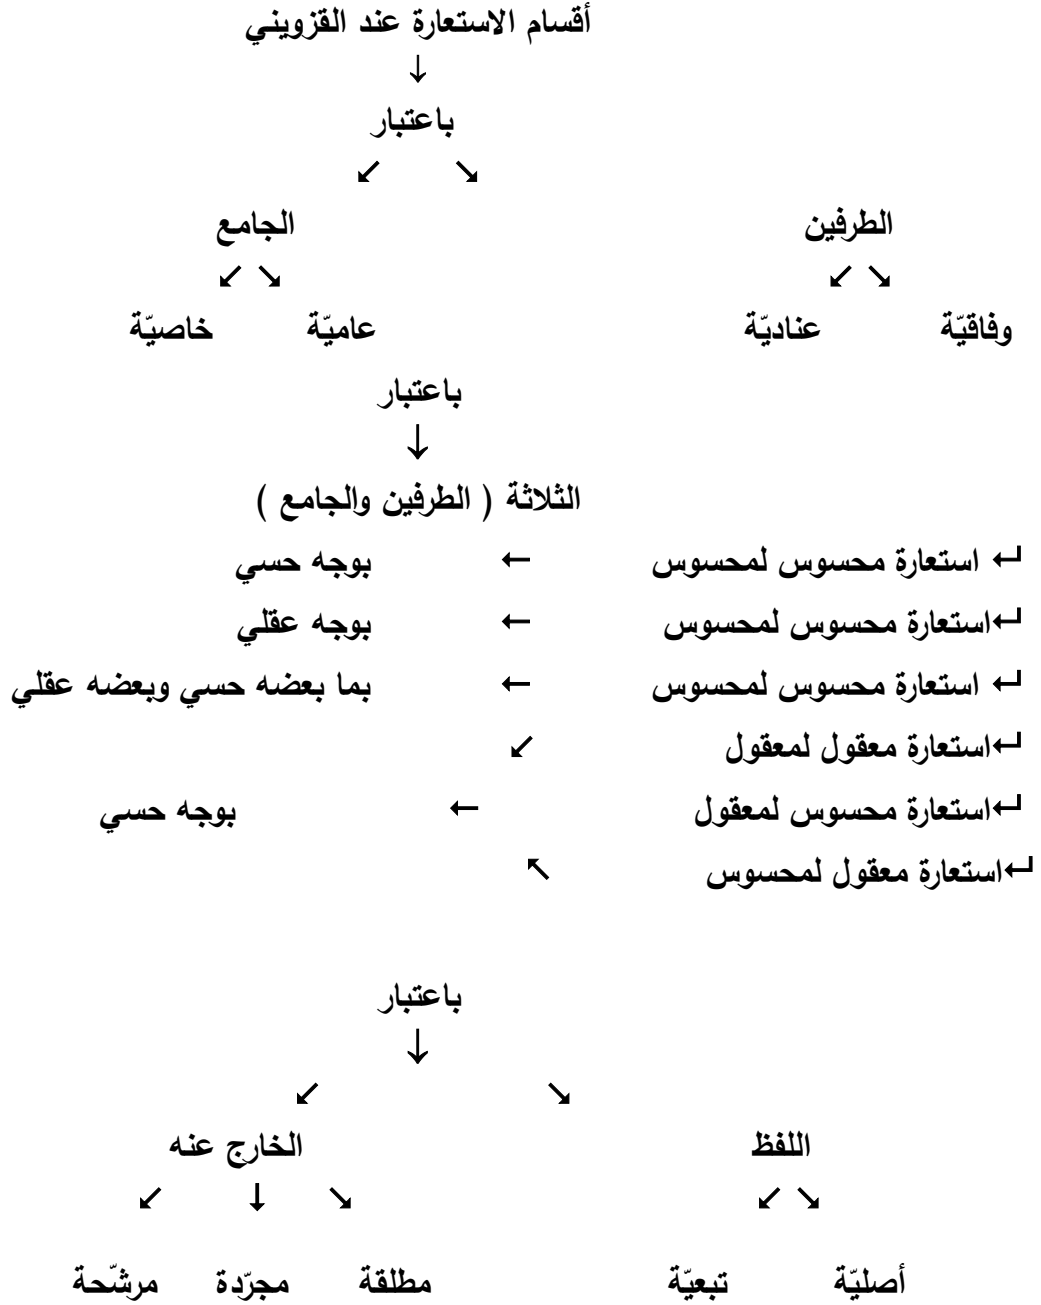 أقسام الاستعارة عند القزويني
↓
باعتبار
↘ ↙
الطرفين الجامع
↘ ↙ ↘ ↙
وفاقيّة عناديّة عاميّة خاصيّة
باعتبار
↓
الثلاثة ( الطرفين والجامع )
↵ استعارة محسوس لمحسوس ← بوجه حسي
↵استعارة محسوس لمحسوس ← بوجه عقلي
↵ استعارة محسوس لمحسوس ← بما بعضه حسي وبعضه عقلي
↵استعارة معقول لمعقول ↙
↵استعارة محسوس لمعقول ← بوجه حسي
↵استعارة معقول لمحسوس ↖
باعتبار
↓
↘ ↙
اللفظ الخارج عنه
↘ ↙ ↘ ↓ ↙
أصليّة تبعيّة مطلقة مجرّدة مرشّحة